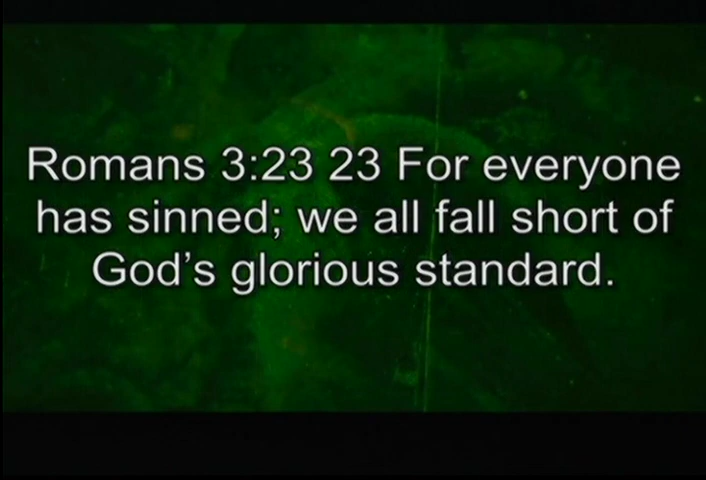 Romans 3:23 23 For everyone
has sinned; we all fall short of
God’s glorious standard.